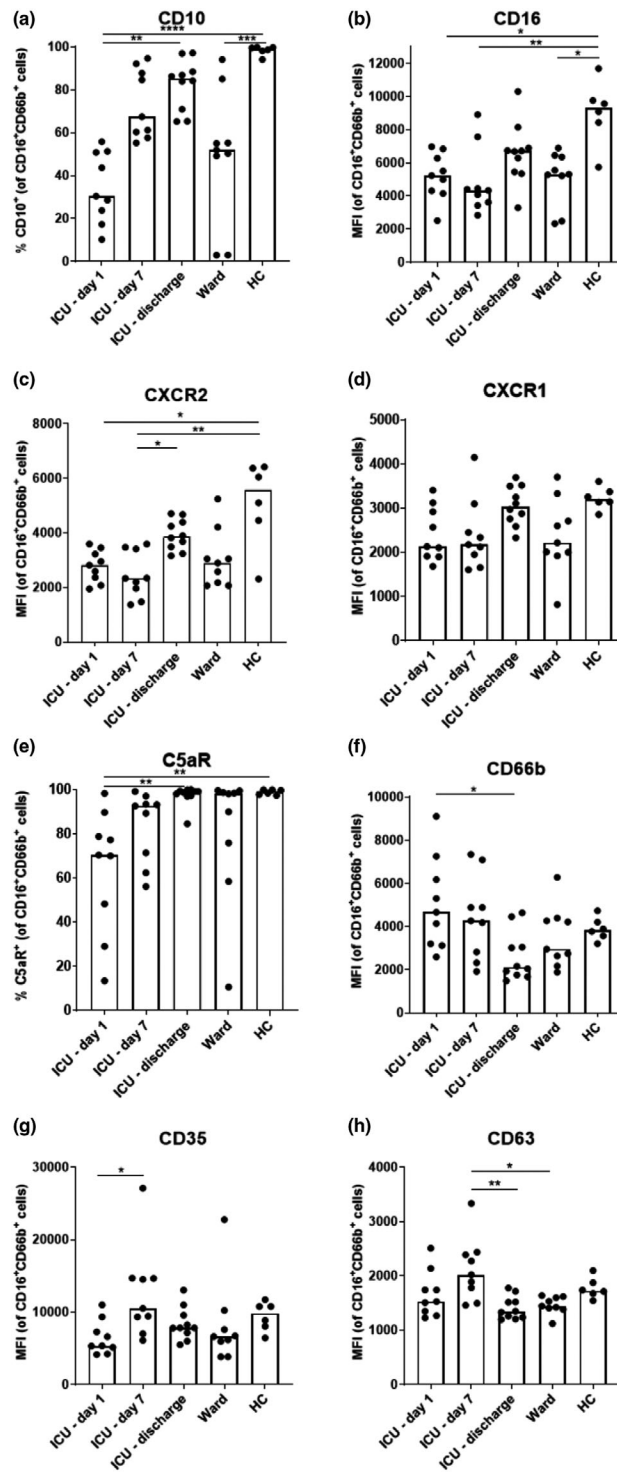 (a)
CD10
****
**
***
% CD10⁺ (of CD16⁺CD66b⁺ cells)
100
80
60
40
20
0
ICU - day 1
ICU - day 7
ICU - discharge
Ward
HC
(b)
CD16
*
**
*
MFI (of CD16⁺CD66b⁺ cells)
12000
10000
8000
6000
4000
2000
0
ICU - day 1
ICU - day 7
ICU - discharge
Ward
HC
(c)
CXCR2
*
**
*
MFI (of CD16⁺CD66b⁺ cells)
8000
6000
4000
2000
0
ICU - day 1
ICU - day 7
ICU - discharge
Ward
HC
(d)
CXCR1
MFI (of CD16⁺CD66b⁺ cells)
5000
4000
3000
2000
1000
0
ICU - day 1
ICU - day 7
ICU - discharge
Ward
HC
(e)
C5aR
**
**
% C5aR⁺ (of CD16⁺CD66b⁺ cells)
100
80
60
40
20
0
ICU - day 1
ICU - day 7
ICU - discharge
Ward
HC
(f)
CD66b
*
MFI (of CD16⁺CD66b⁺ cells)
10000
8000
6000
4000
2000
0
ICU - day 1
ICU - day 7
ICU - discharge
Ward
HC
(g)
CD35
*
MFI (of CD16⁺CD66b⁺ cells)
30000
20000
10000
0
ICU - day 1
ICU - day 7
ICU - discharge
Ward
HC
(h)
CD63
*
**
MFI (of CD16⁺CD66b⁺ cells)
4000
3000
2000
1000
0
ICU - day 1
ICU - day 7
ICU - discharge
Ward
HC